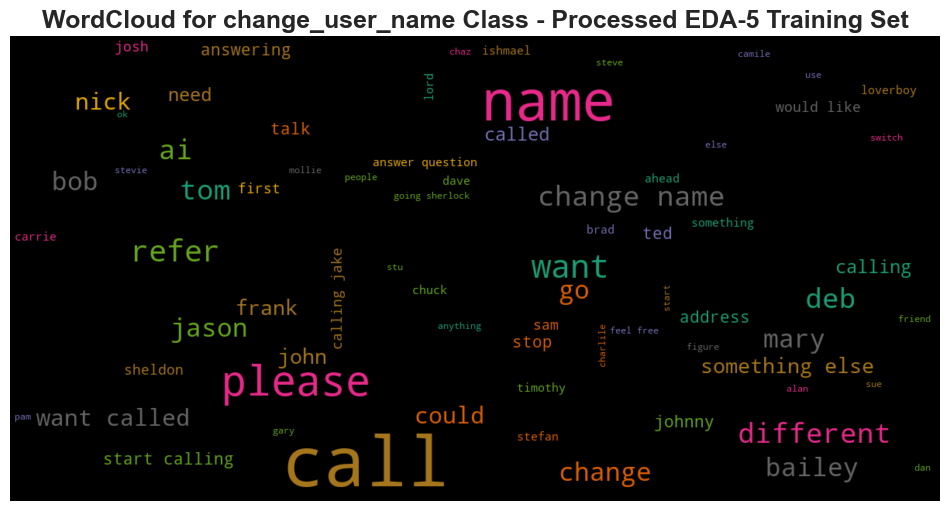 WordCloud for change_user_name Class - Processed EDA-5 Training Set
josh
answering
chaz
ishmael
steve
camile
use
lord
nick
ok
need
name
loverboy
would like
talk
called
switch
else
ai
answer question
bob
stevie
mollie
people
dave
ahead
tom
first
going sherlock
change name
something
brad
ted
carrie
refer
calling jake
stu
want
calling
chuck
go
start
deb
frank
jason
anything
sam
feel free
address
friend
stop
charlile
figure
mary
john
sheldon
please
something else
timothy
alan
sue
pam
want called
could
johnny
gary
stefan
different
start calling
call
change
bailey
dan